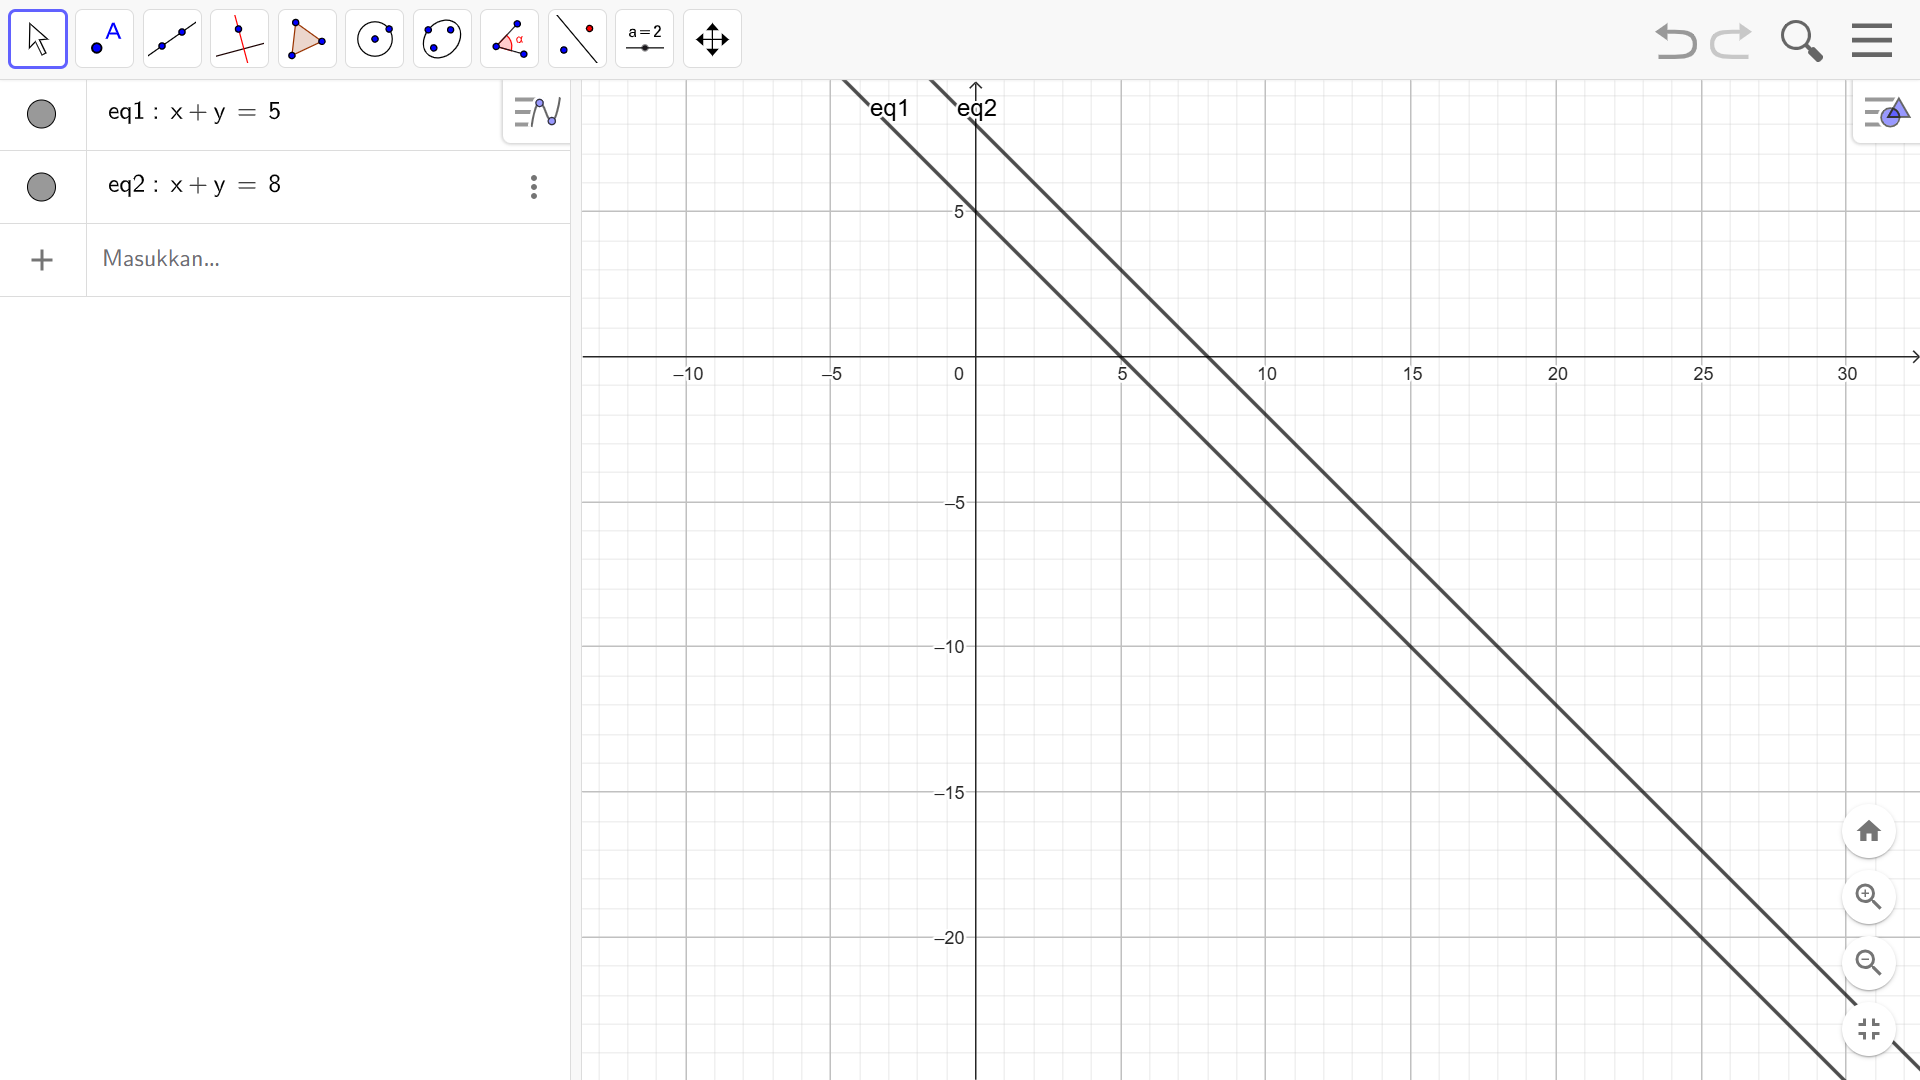 A
α
a=2
eq1 : x + y = 5
eq2 : x + y = 8
Masukkan...
eq1 eq2
5
–10 –5 0 5 10 15 20 25 30
–5
–10
–15
–20